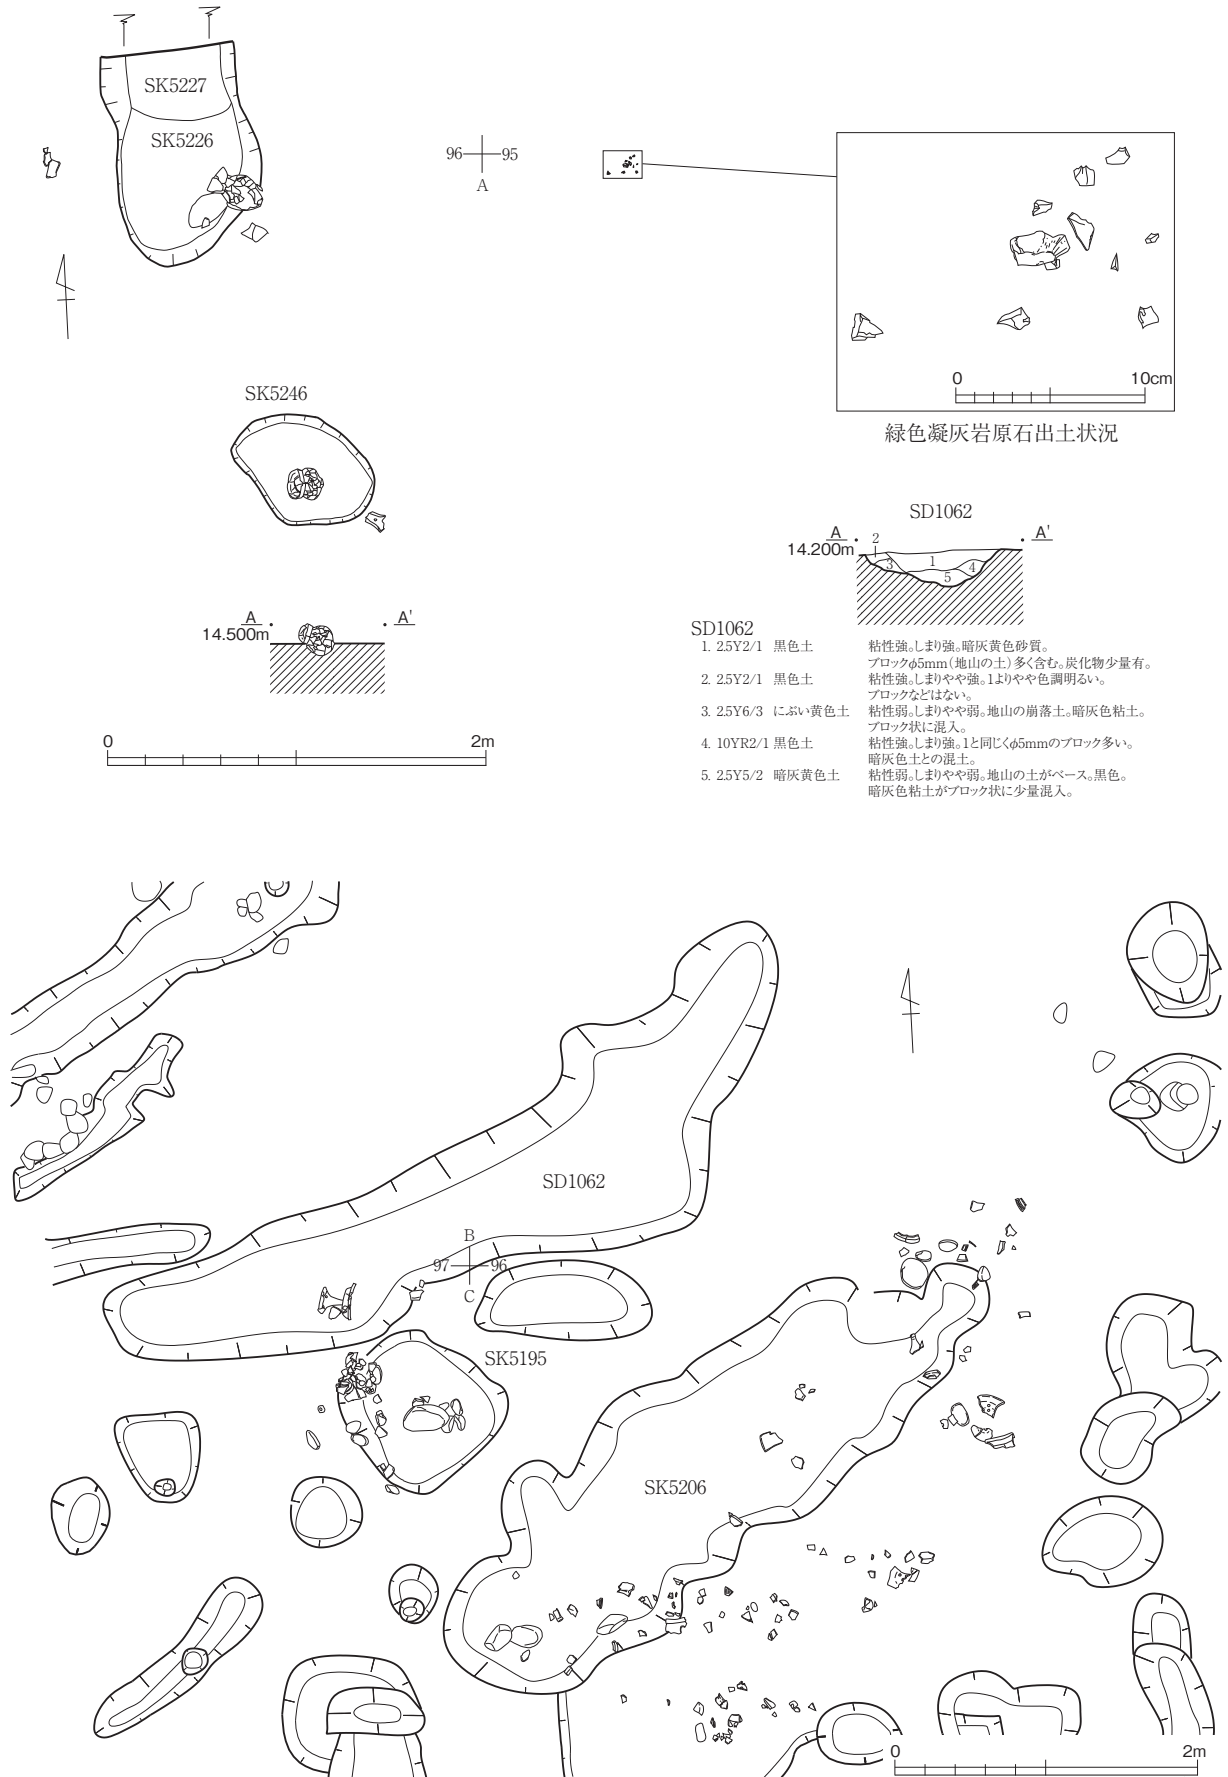 SK5227
SK5226
96
95
A
0
10cm
緑色凝灰岩原石出土状況
SK5246
A
A'
14.500m
0
2m
SD1062
A
A'
14.200m
2
3
1
4
5
SD1062
1. 2.5Y2/1 黒色土 粘性強。しまり強。暗灰黄色砂質。
ブロックφ5mm（地山の土）多く含む。炭化物少量有。
2. 2.5Y2/1 黒色土 粘性強。しまりやや強。1よりやや色調明るい。
ブロックなどはない。
3. 2.5Y6/3 にぶい黄色土 粘性弱。しまりやや弱。地山の崩落土。暗灰色粘土。
ブロック状に混入。
4. 10YR2/1 黒色土 粘性強。しまり強。1と同じくφ5mmのブロック多い。
暗灰色土との混土。
5. 2.5Y5/2 暗灰黄色土 粘性弱。しまりやや弱。地山の土がベース。黒色。
暗灰色粘土がブロック状に少量混入。
SD1062
B
97
96
C
SK5195
SK5206
0
2m